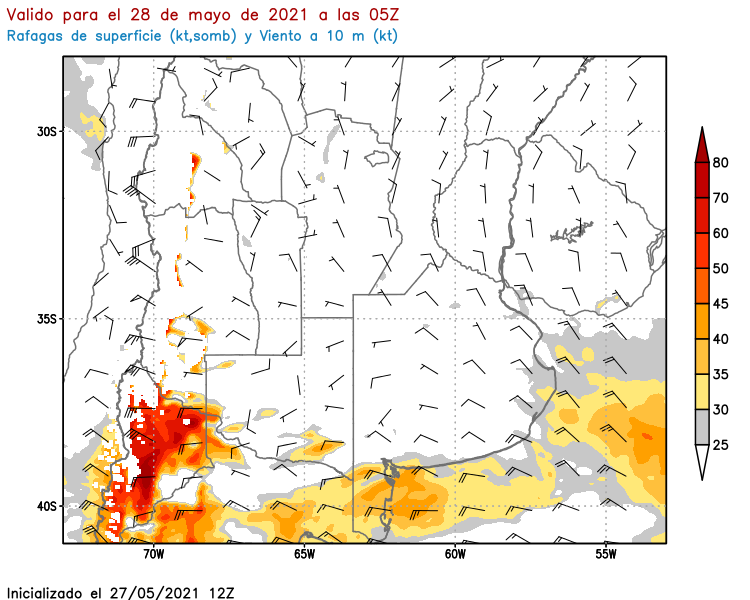 Valido para el 28 de mayo de 2021 a las 05Z
Rafagas de superficie (kt,somb) y Viento a 10 m (kt)
30S
35S
40S
70W
65W
60W
55W
80
70
60
50
45
40
35
30
25
Inicializado el 27/05/2021 12Z